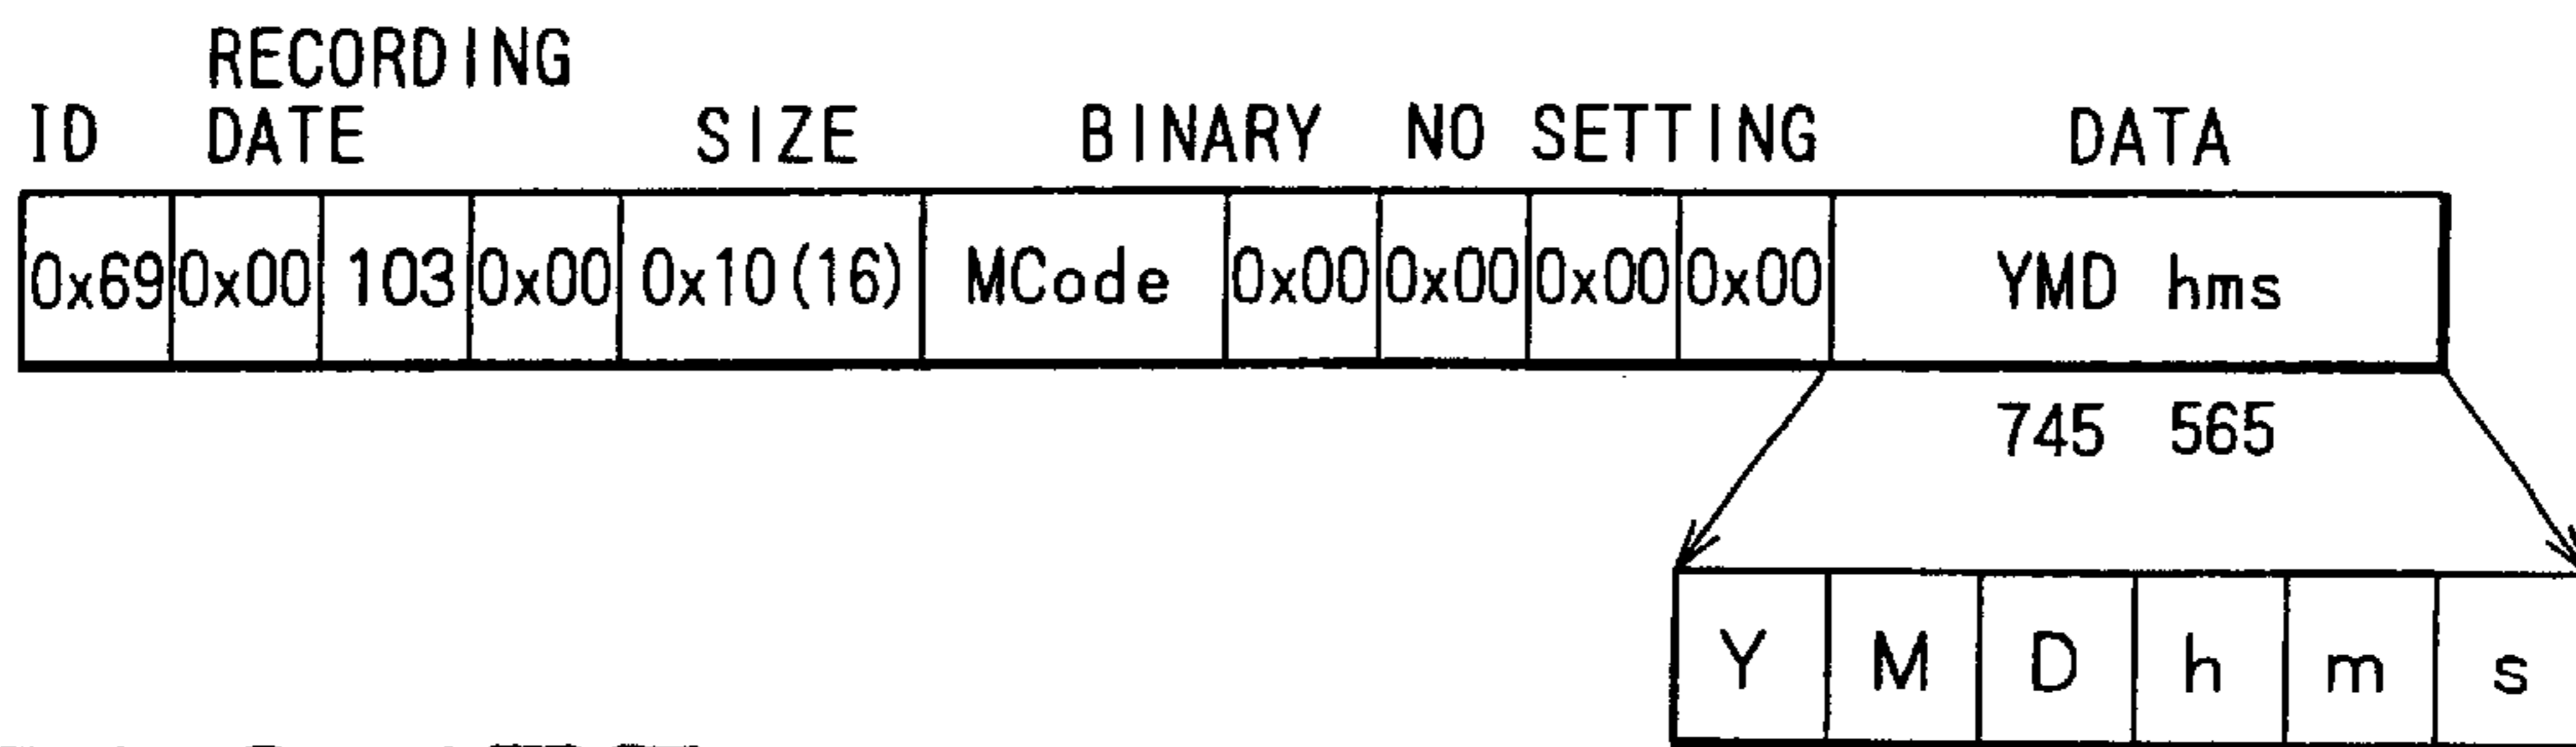 RECORDING
ID DATE SIZE BINARY NO SETTING DATA
0x69 0x00 103 0x00 0x10(16) MCode 0x00 0x00 0x00 0x00 YMD hms
745 565
Y M D h m s